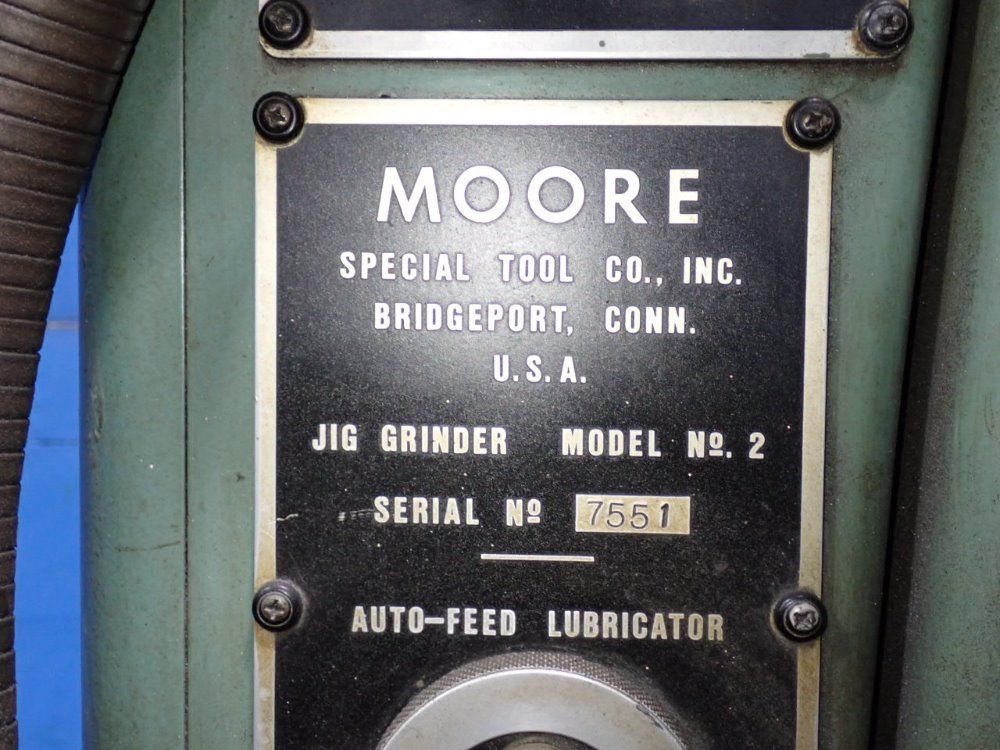 MOORE
SPECIAL TOOL CO., INC.
BRIDGEPORT, CONN.
U.S.A.
JIG GRINDER MODEL Nº. 2
SERIAL Nº 7551
AUTO-FEED LUBRICATOR